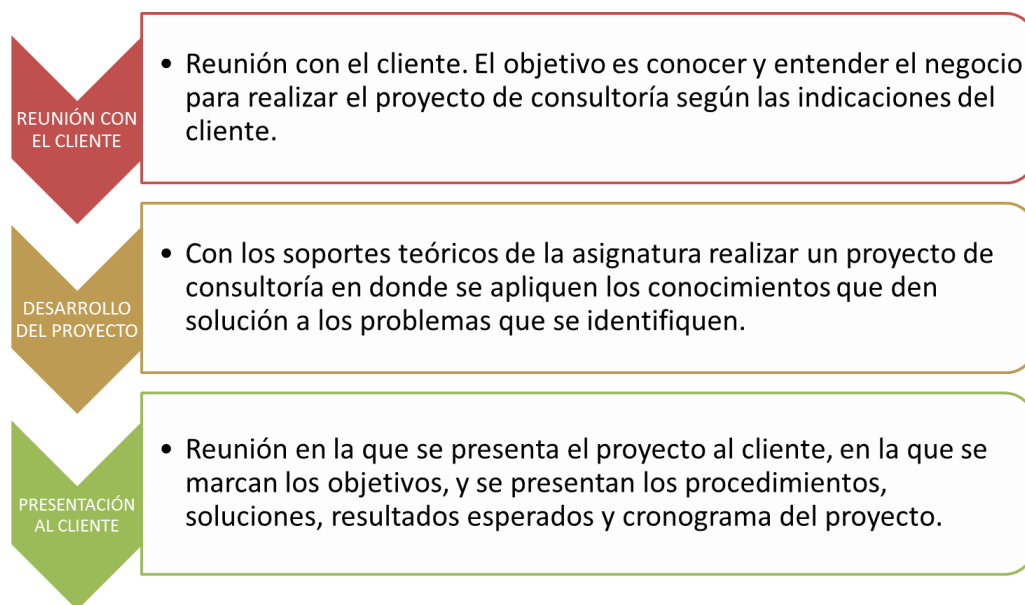 REUNIÓN CON
EL CLIENTE
• Reunión con el cliente. El objetivo es conocer y entender el negocio
para realizar el proyecto de consultoría según las indicaciones del
cliente.
DESARROLLO
DEL PROYECTO
• Con los soportes teóricos de la asignatura realizar un proyecto de
consultoría en donde se apliquen los conocimientos que den
solución a los problemas que se identifiquen.
PRESENTACIÓN
AL CLIENTE
• Reunión en la que se presenta el proyecto al cliente, en la que se
marcan los objetivos, y se presentan los procedimientos,
soluciones, resultados esperados y cronograma del proyecto.